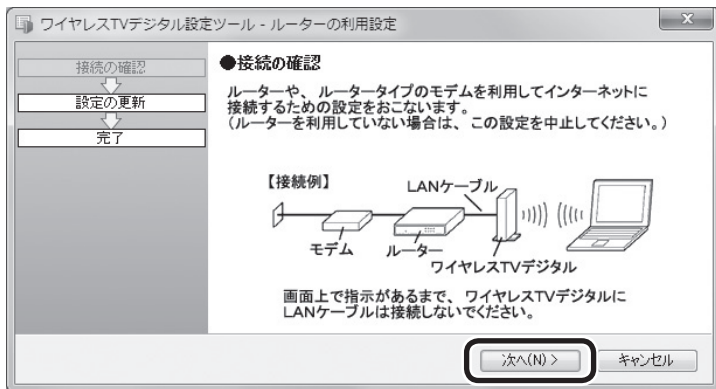 ワイヤレスTVデジタル設定ツール - ルーターの利用設定
接続の確認
設定の更新
完了
●接続の確認
ルーターや、ルータータイプのモデムを利用してインターネットに
接続するための設定をおこないます。
(ルーターを利用していない場合は、この設定を中止してください。)
【接続例】
LANケーブル
モデム
ルーター
ワイヤレスTVデジタル
画面上で指示があるまで、ワイヤレスTVデジタルに
LANケーブルは接続しないでください。
次へ(N) >
キャンセル